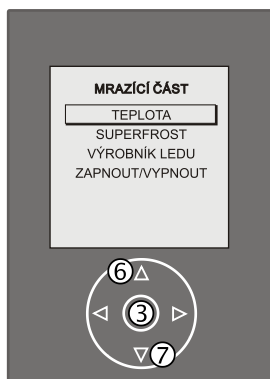 MRAZÍCÍ ČÁST
TEPLOTA
SUPERFROST
VÝROBNÍK LEDU
ZAPNOUT/VYPNOUT
6
3
7